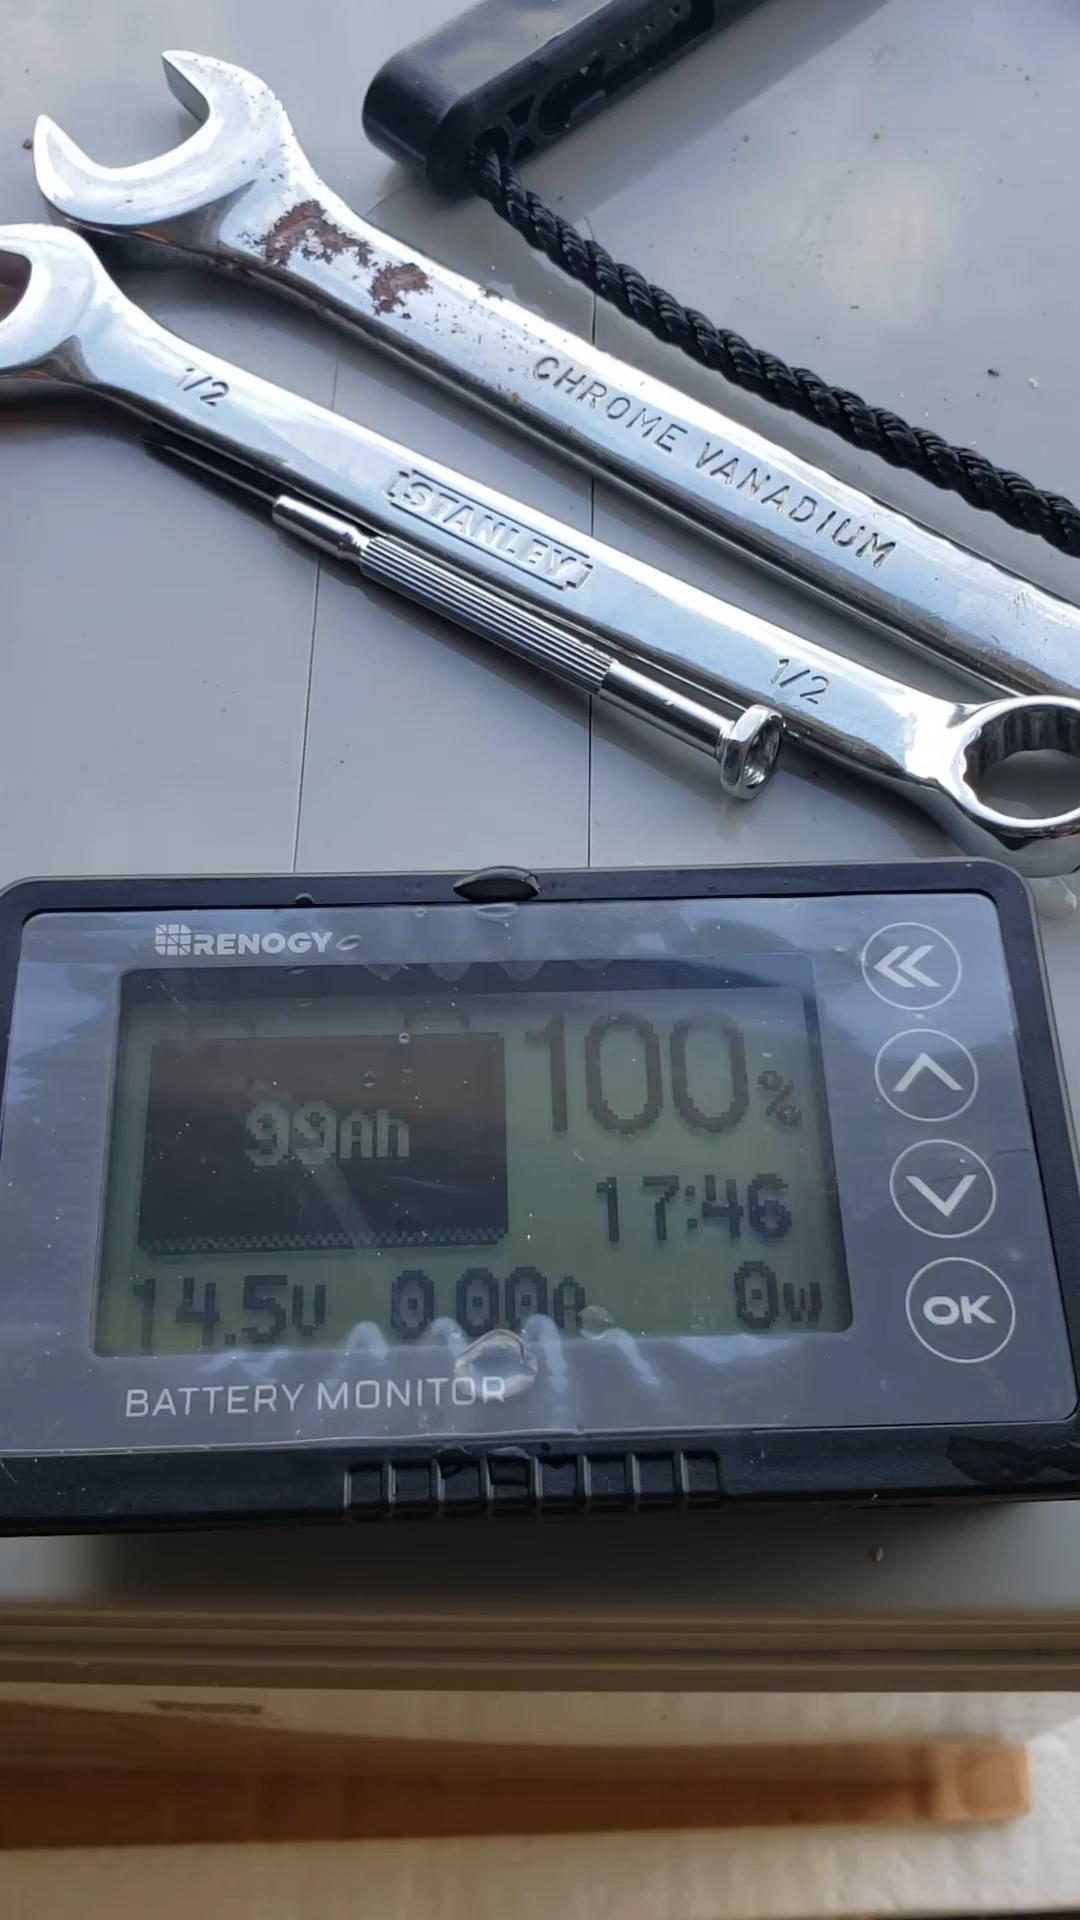 CHROME VANADIUM
1/2
STANLEY
1/2
RENOGY
99Ah
100%
17:46
14.5V 0.00A 0W
OK
BATTERY MONITOR